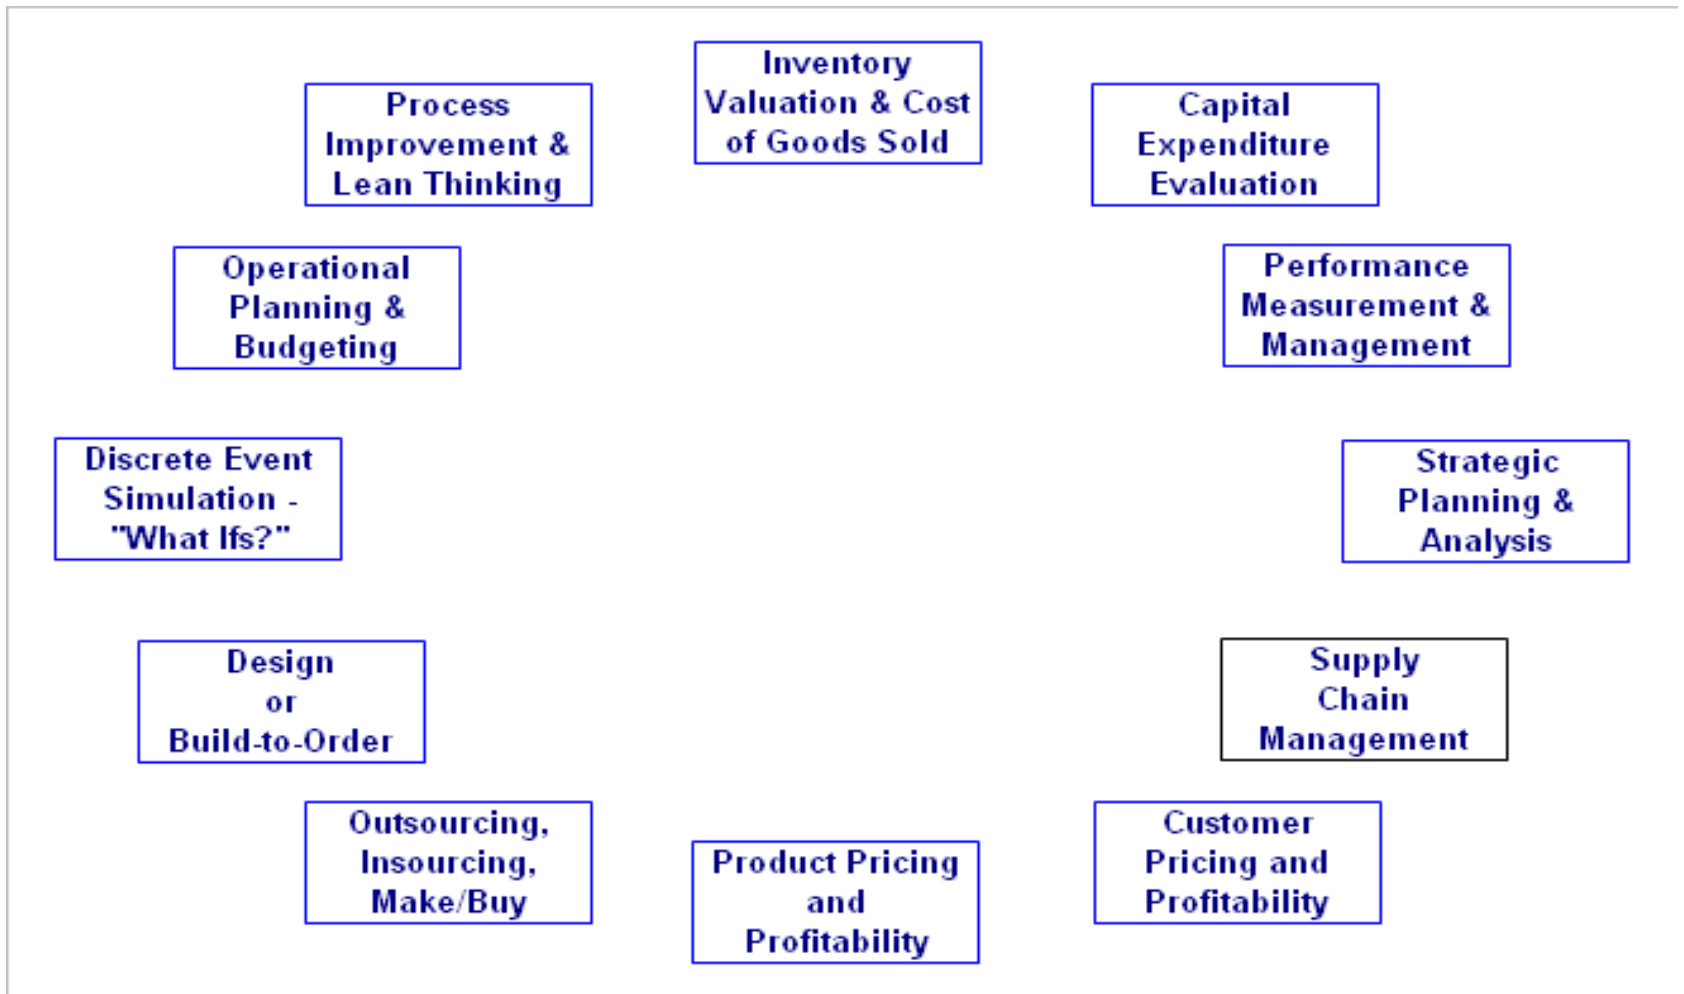 Inventory
Valuation & Cost
of Goods Sold
Process
Improvement &
Lean Thinking
Capital
Expenditure
Evaluation
Operational
Planning &
Budgeting
Performance
Measurement &
Management
Discrete Event
Simulation -
"What Ifs?"
Strategic
Planning &
Analysis
Design
or
Build-to-Order
Supply
Chain
Management
Outsourcing,
Insourcing,
Make/Buy
Product Pricing
and
Profitability
Customer
Pricing and
Profitability